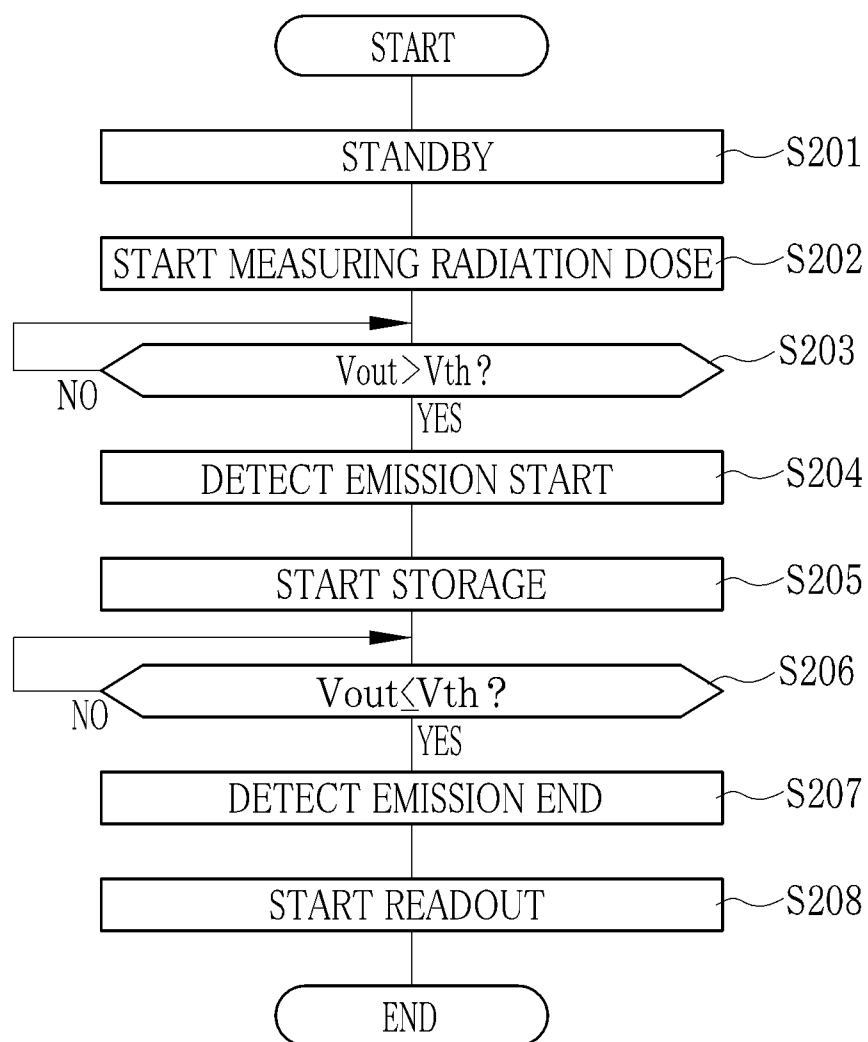 START
STANDBY
S201
START MEASURING RADIATION DOSE
S202
Vout>Vth?
S203
NO
YES
DETECT EMISSION START
S204
START STORAGE
S205
Vout≤Vth?
S206
NO
YES
DETECT EMISSION END
S207
START READOUT
S208
END